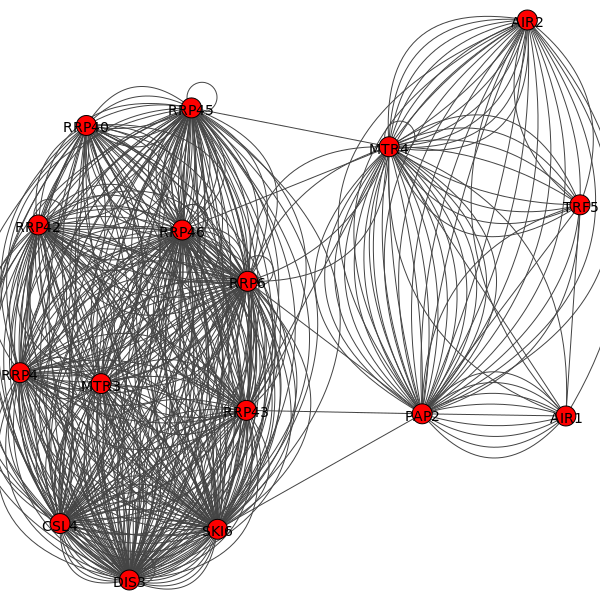 AIR2
RRP45
RRP40
MTR4
TRF5
RRP42
RRP46
RRP6
RRP4
MTR3
RRP43
PAP2
AIR1
CSL4
SKI6
DIS3